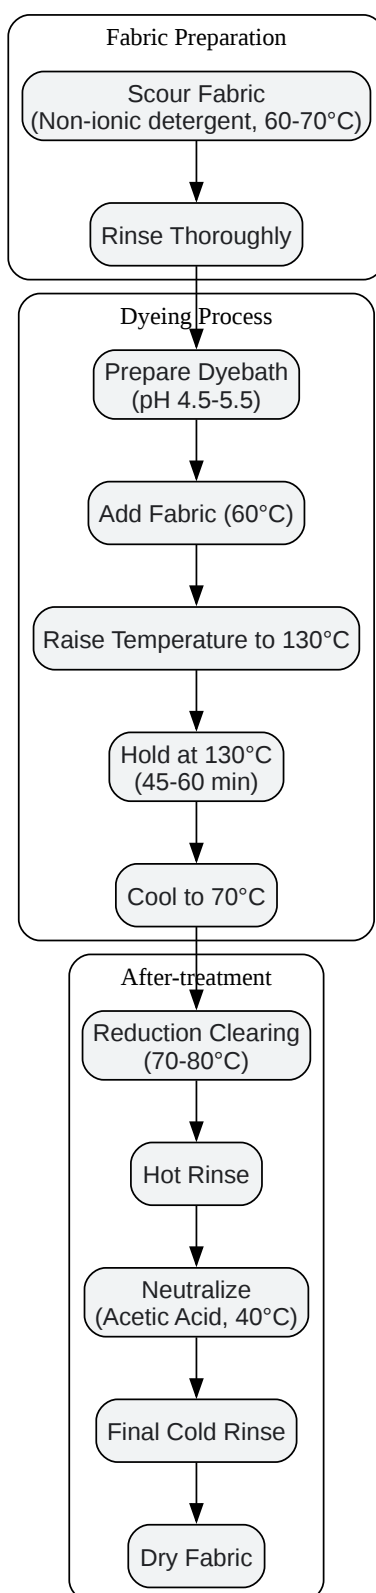 Fabric Preparation
Scour Fabric
(Non-ionic detergent, 60-70°C)
Rinse Thoroughly
Dyeing Process
Prepare Dyebath
(pH 4.5-5.5)
Add Fabric (60°C)
Raise Temperature to 130°C
Hold at 130°C
(45-60 min)
Cool to 70°C
After-treatment
Reduction Clearing
(70-80°C)
Hot Rinse
Neutralize
(Acetic Acid, 40°C)
Final Cold Rinse
Dry Fabric